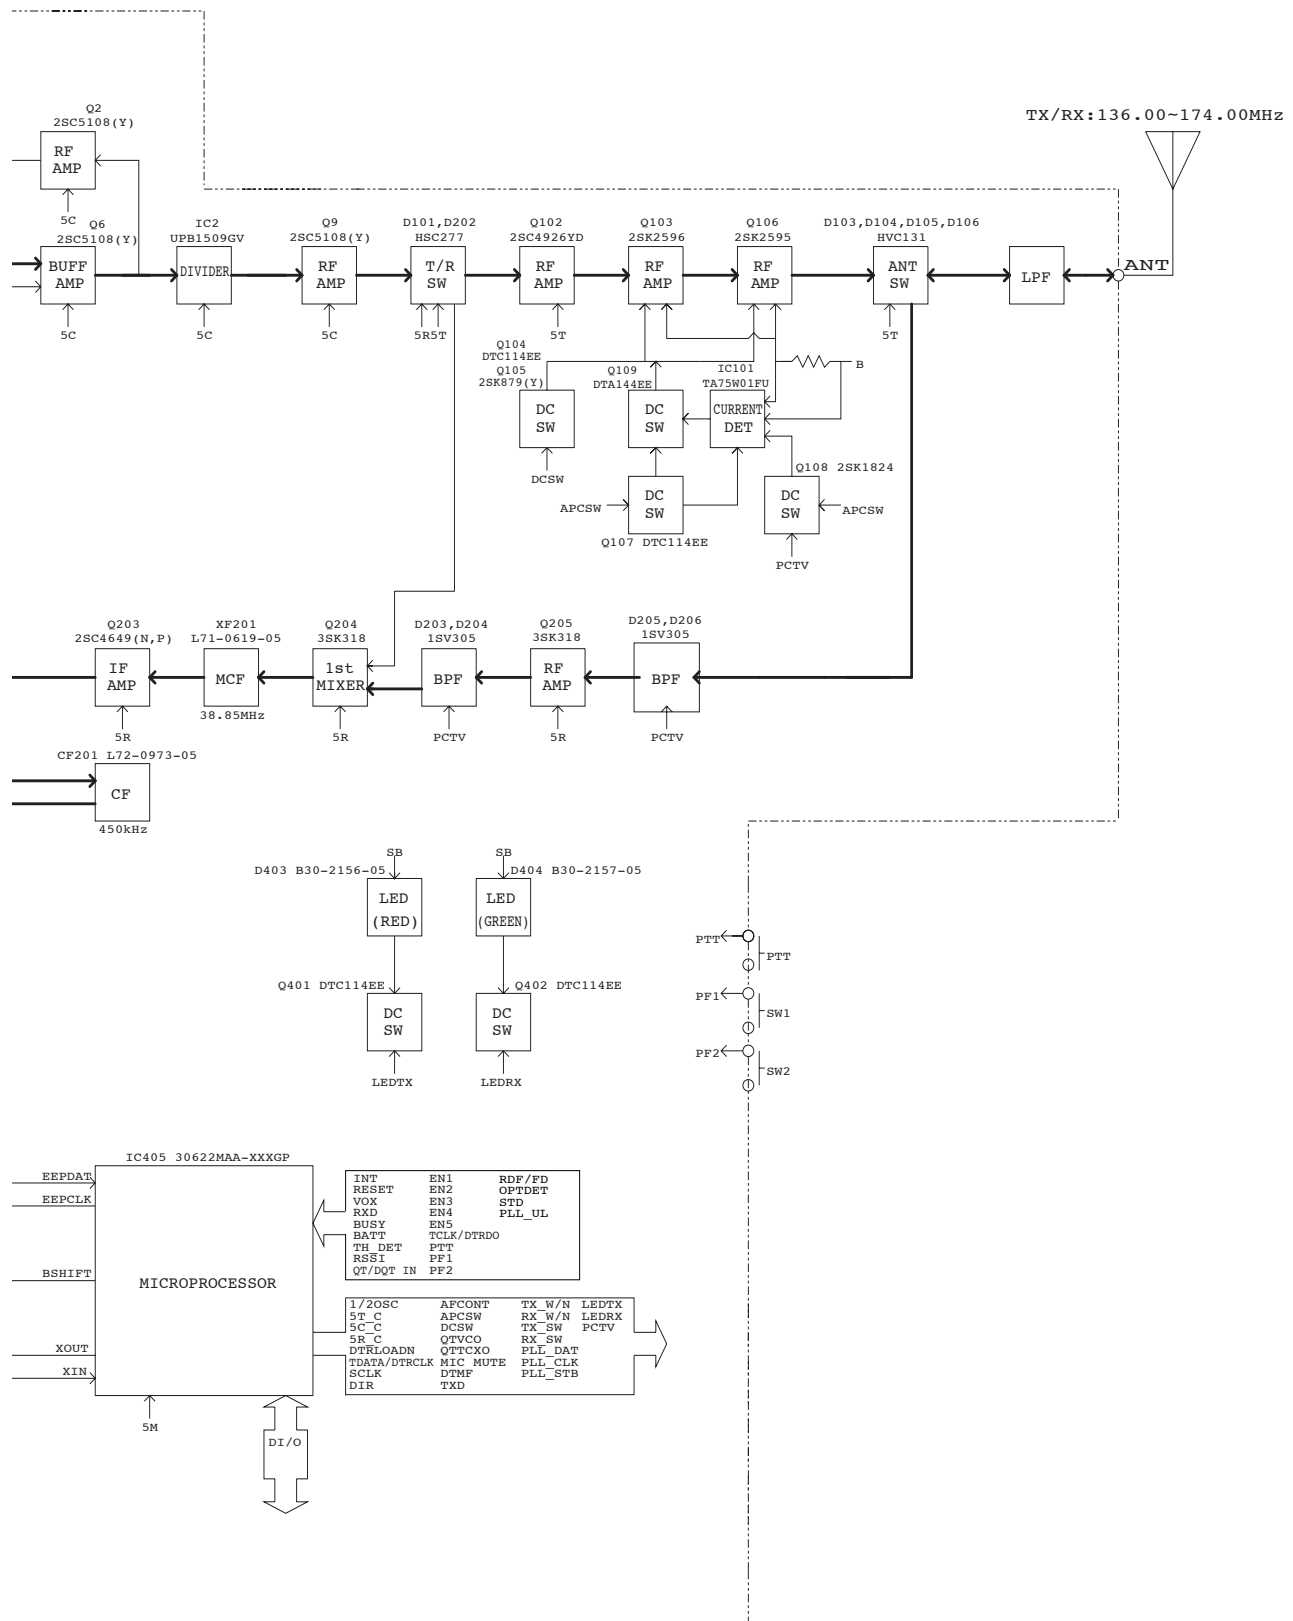 TX/RX:136.00~174.00MHz
Q2
2SC5108(Y)
RF
AMP
5C
Q6
2SC5108(Y)
BUFF
AMP
5C
IC2
UPB1509GV
DIVIDER
5C
Q9
2SC5108(Y)
RF
AMP
5C
D101,D202
HSC277
T/R
SW
5R5T
Q102
2SC4926YD
RF
AMP
5T
Q103
2SK2596
RF
AMP
Q106
2SK2595
RF
AMP
D103,D104,D105,D106
HVC131
ANT
SW
5T
LPF
ANT
Q104
DTC114EE
Q105
2SK879(Y)
DC
SW
DCSW
Q109
DTA144EE
DC
SW
IC101
TA75W01FU
CURRENT
DET
B
APCSW
DC
SW
Q107 DTC114EE
Q108 2SK1824
DC
SW
APCSW
PCTV
Q203
2SC4649(N,P)
IF
AMP
5R
XF201
L71-0619-05
MCF
38.85MHz
Q204
3SK318
1st
MIXER
5R
D203,D204
1SV305
BPF
PCTV
Q205
3SK318
RF
AMP
5R
D205,D206
1SV305
BPF
PCTV
CF201 L72-0973-05
CF
450kHz
SB
D403 B30-2156-05
LED
(RED)
Q401 DTC114EE
DC
SW
LEDTX
SB
D404 B30-2157-05
LED
(GREEN)
Q402 DTC114EE
DC
SW
LEDRX
PTT
PTT
PF1
SW1
PF2
SW2
IC405 30622MAA-XXXGP
EEPDAT
EEPCLK
BSHIFT
XOUT
XIN
MICROPROCESSOR
5M
DI/O
INT EN1 RDF/FD
RESET EN2 OPTDET
VOX EN3 STD
RXD EN4 PLL_UL
BUSY EN5
BATT TCLK/DTRDO
TH_DET PTT
RSSI PF1
QT/DQT IN PF2
1/2OSC AFCONT TX_W/N LEDTX
5T_C APCSW RX_W/N LEDRX
5C_C DCSW TX_SW PCTV
5R_C QTVCO RX_SW
DTRLOADN QTTCXO PLL_DAT
TDATA/DTRCLK MIC MUTE PLL_CLK
SCLK DTMF PLL_STB
DIR TXD